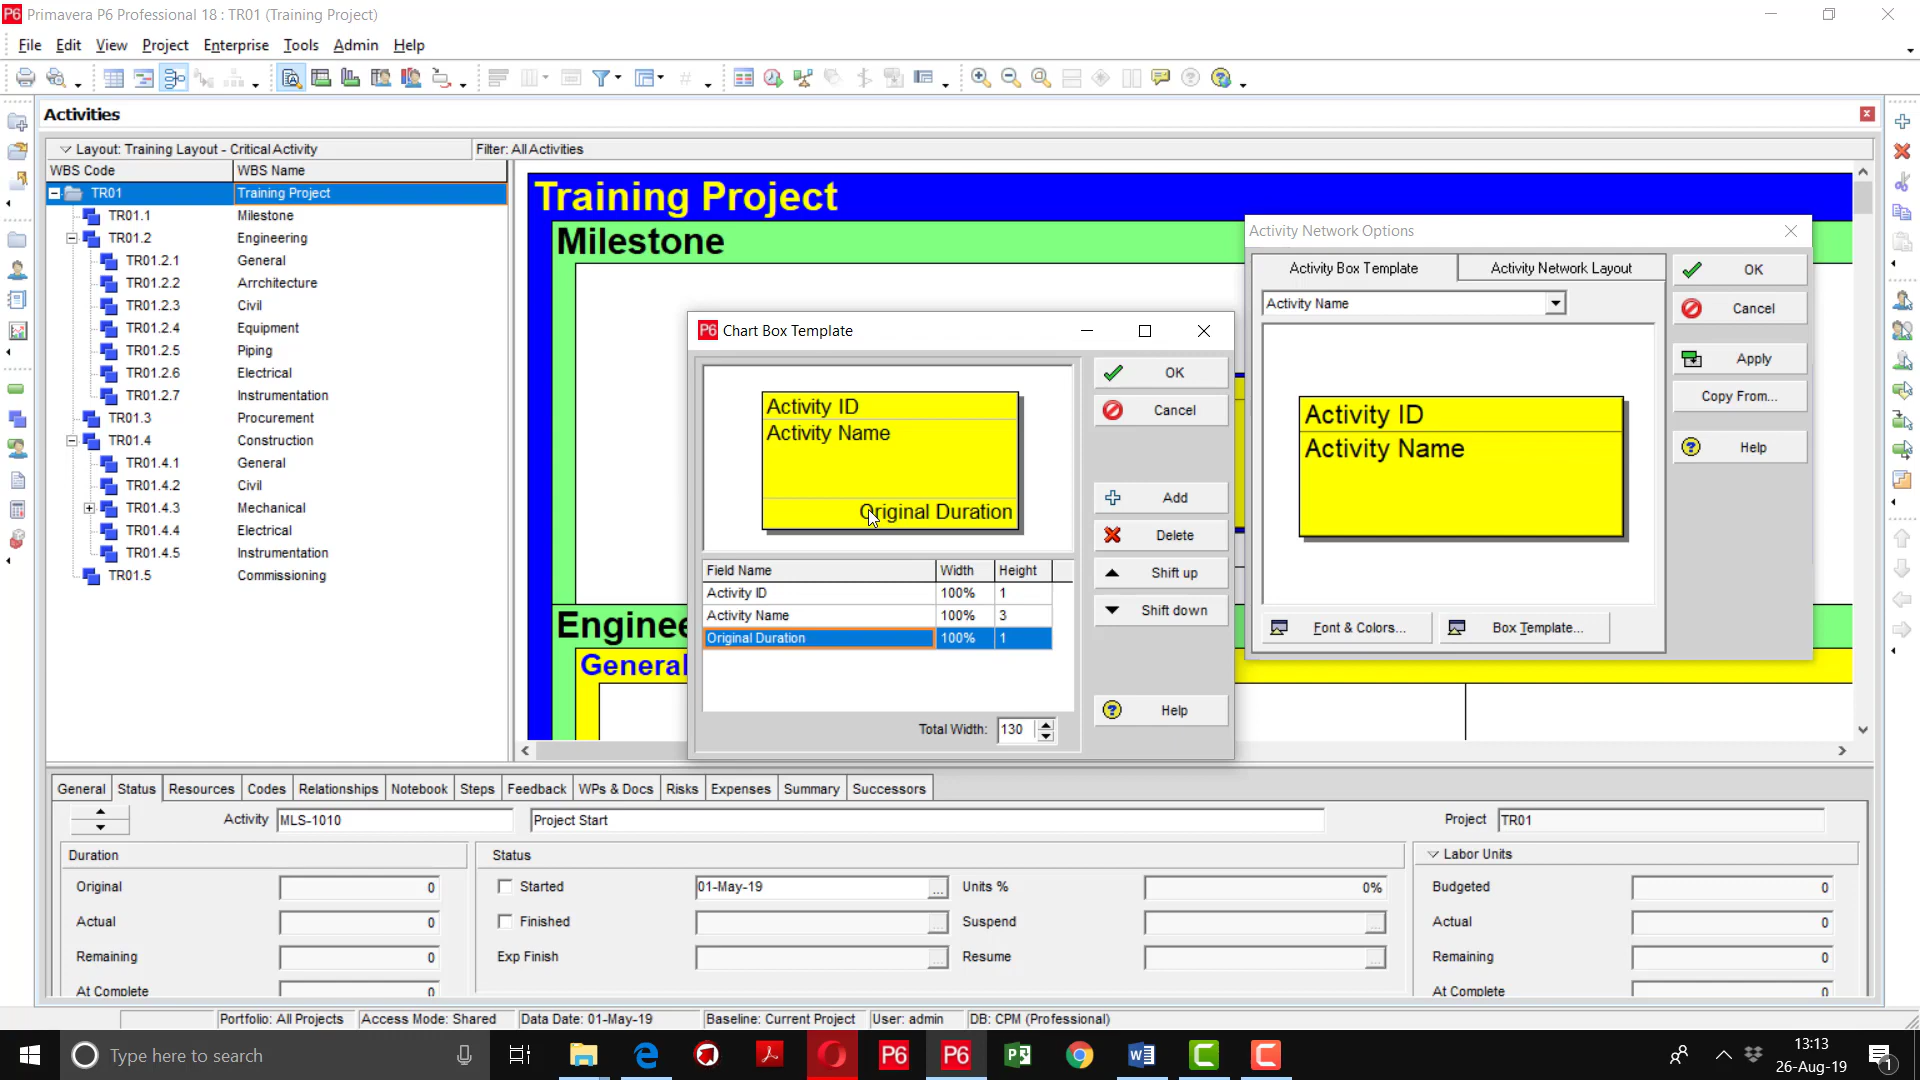 P6 Primavera P6 Professional 18 : TR01 (Training Project)
File Edit View Project Enterprise Tools Admin Help
Activities
Layout: Training Layout - Critical Activity Filter: All Activities
WBS Code WBS Name
TR01 Training Project
TR01.1 Milestone
TR01.2 Engineering
TR01.2.1 General
TR01.2.2 Arrchitecture
TR01.2.3 Civil
TR01.2.4 Equipment
TR01.2.5 Piping
TR01.2.6 Electrical
TR01.2.7 Instrumentation
TR01.3 Procurement
TR01.4 Construction
TR01.4.1 General
TR01.4.2 Civil
TR01.4.3 Mechanical
TR01.4.4 Electrical
TR01.4.5 Instrumentation
TR01.5 Commissioning
Training Project
Milestone
Enginee
General
P6 Chart Box Template
Activity ID
Activity Name
Original Duration
OK
Cancel
Add
Delete
Shift up
Shift down
Help
Field Name Width Height
Activity ID 100% 1
Activity Name 100% 3
Original Duration 100% 1
Total Width: 130
Activity Network Options
Activity Box Template Activity Network Layout
Activity Name
Activity ID
Activity Name
OK
Cancel
Apply
Copy From...
Help
Font & Colors... Box Template...
General Status Resources Codes Relationships Notebook Steps Feedback WPs & Docs Risks Expenses Summary Successors
Activity MLS-1010 Project Start Project TR01
Duration Status Labor Units
Original 0 Started 01-May-19 ... Units % 0% Budgeted 0
Actual 0 Finished ... Suspend ... Actual 0
Remaining 0 Exp Finish ... Resume ... Remaining 0
At Complete 0 At Complete 0
Portfolio: All Projects Access Mode: Shared Data Date: 01-May-19 Baseline: Current Project User: admin DB: CPM (Professional)
Type here to search
P6 P6
13:13
26-Aug-19
1